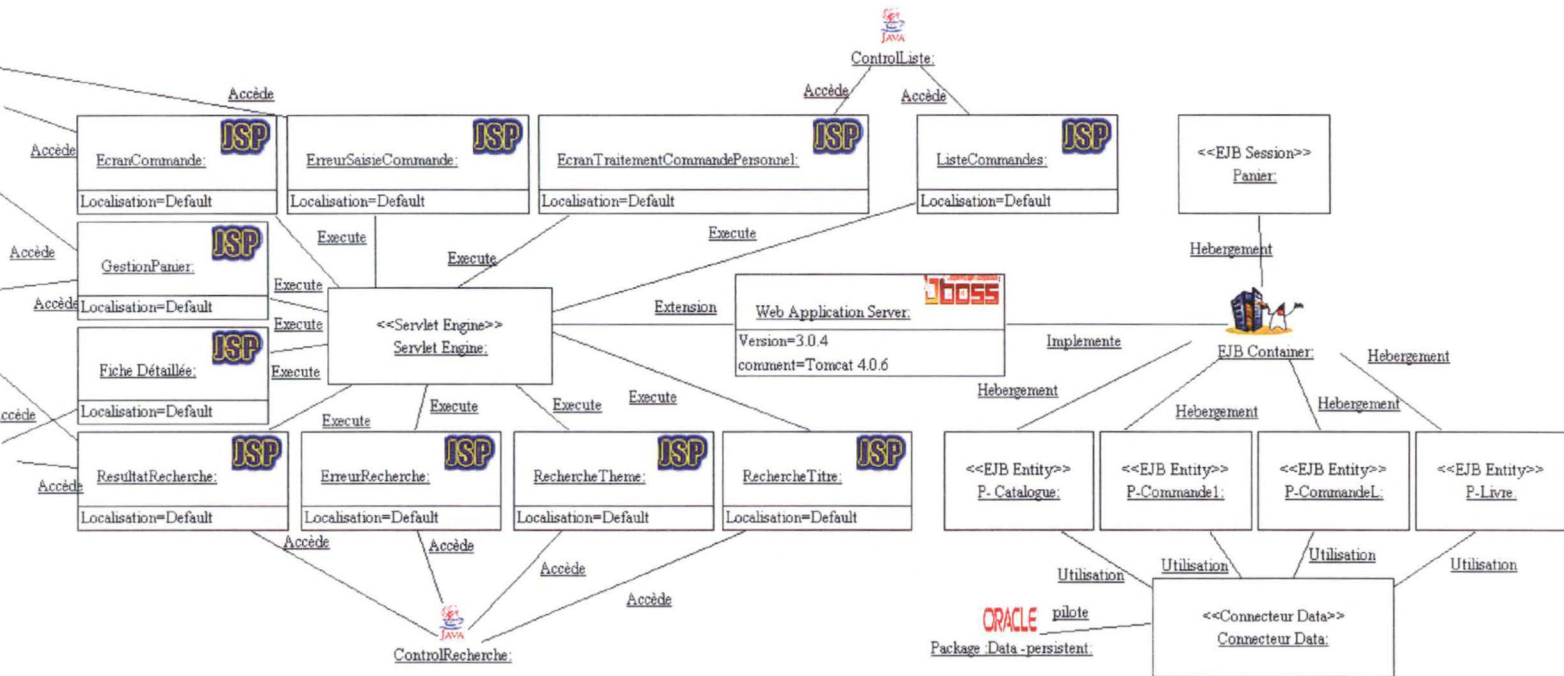 JAVA
ControlListe:
Accède
Accède
Accède
Accède
JSP
EcranCommande:
Localisation=Default
JSP
ErreurSaisieCommande:
Localisation=Default
JSP
EcranTraitementCommandePersonnel:
Localisation=Default
JSP
ListeCommandes:
Localisation=Default
<<EJB Session>>
Panier:
Accède
JSP
GestionPanier:
Localisation=Default
Execute
Execute
Execute
Execute
Hebergement
Accède
Execute
Execute
<<Servlet Engine>>
Servlet Engine:
Extension
Jboss
Web Application Server:
Version=3.0.4
comment=Tomcat 4.0.6
Implemente
EJB Container:
JSP
Fiche Détaillée:
Localisation=Default
Hebergement
Hebergement
Hebergement
Hebergement
Execute
Execute
Execute
Execute
ccède
Accède
JSP
ResultatRecherche:
Localisation=Default
JSP
ErreurRecherche:
Localisation=Default
JSP
RechercheTheme:
Localisation=Default
JSP
RechercheTitre:
Localisation=Default
<<EJB Entity>>
P- Catalogue:
<<EJB Entity>>
P-Commande1:
<<EJB Entity>>
P-CommandeL:
<<EJB Entity>>
P-Livre:
Accède
Accède
Accède
Accède
Utilisation
Utilisation
Utilisation
Utilisation
JAVA
ControlRecherche:
ORACLE
pilote
Package :Data -persistent:
<<Connecteur Data>>
Connecteur Data: